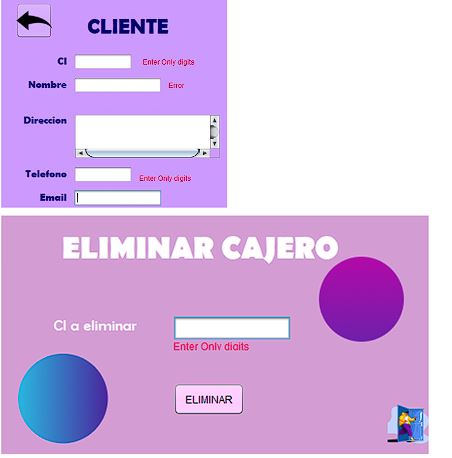 CLIENTE
CI Enter Only digits
Nombre Error
Direccion
Telefono Enter Only digits
Email
ELIMINAR CAJERO
CI a eliminar
Enter Only digits
ELIMINAR